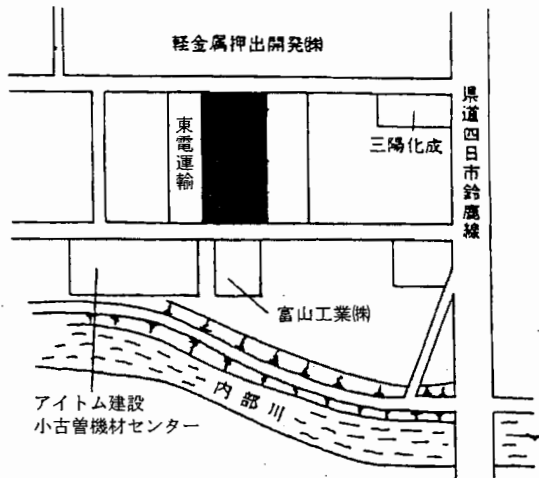 軽金属押出開発㈱
県道四日市鈴鹿線
東電運輸
三陽化成
富山工業㈱
アイトム建設
小古曽機材センター
内部川